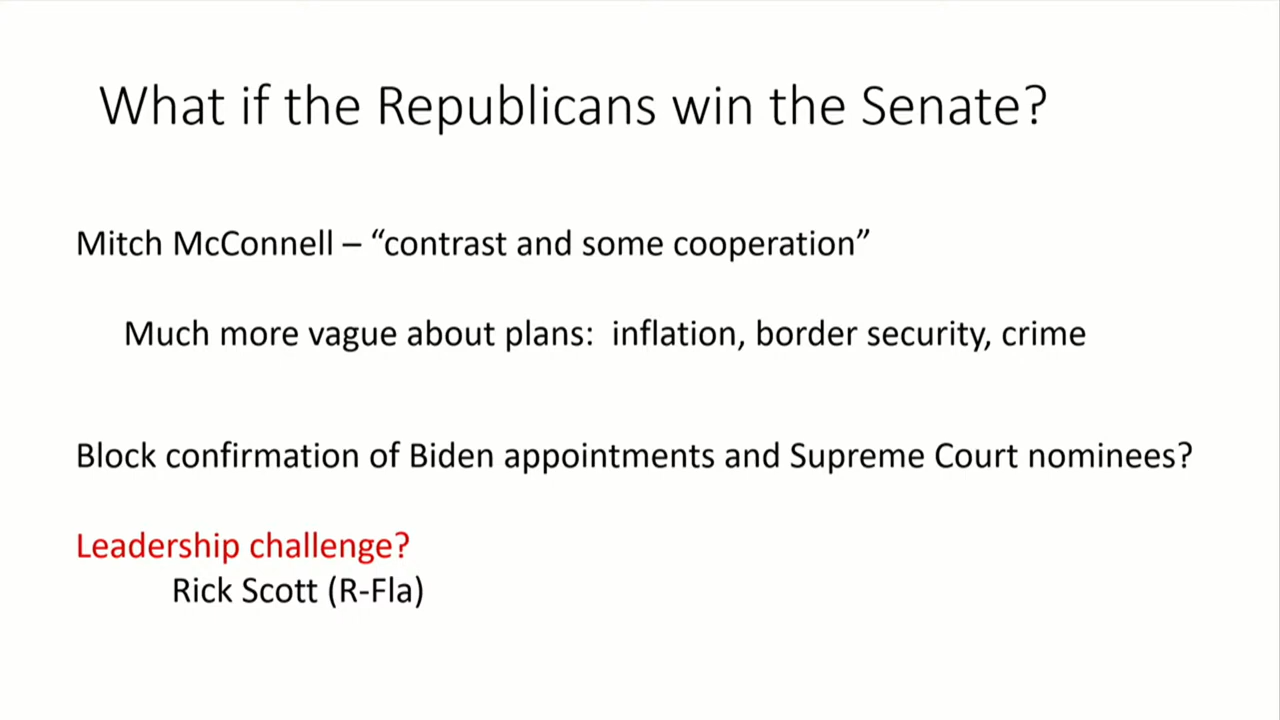 What if the Republicans win the Senate?
Mitch McConnell – “contrast and some cooperation”
Much more vague about plans:  inflation, border security, crime
Block confirmation of Biden appointments and Supreme Court nominees?
Leadership challenge?
Rick Scott (R-Fla)